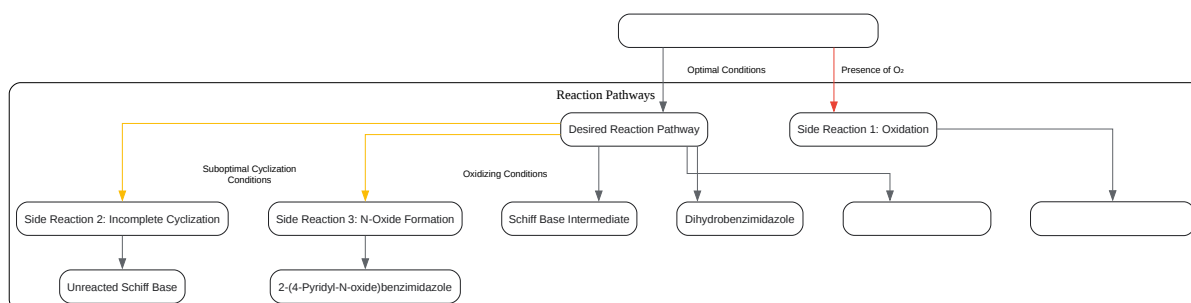 Optimal Conditions
Presence of O₂
Reaction Pathways
Desired Reaction Pathway
Side Reaction 1: Oxidation
Suboptimal Cyclization
Conditions
Oxidizing Conditions
Side Reaction 2: Incomplete Cyclization
Side Reaction 3: N-Oxide Formation
Schiff Base Intermediate
Dihydrobenzimidazole
Unreacted Schiff Base
2-(4-Pyridyl-N-oxide)benzimidazole